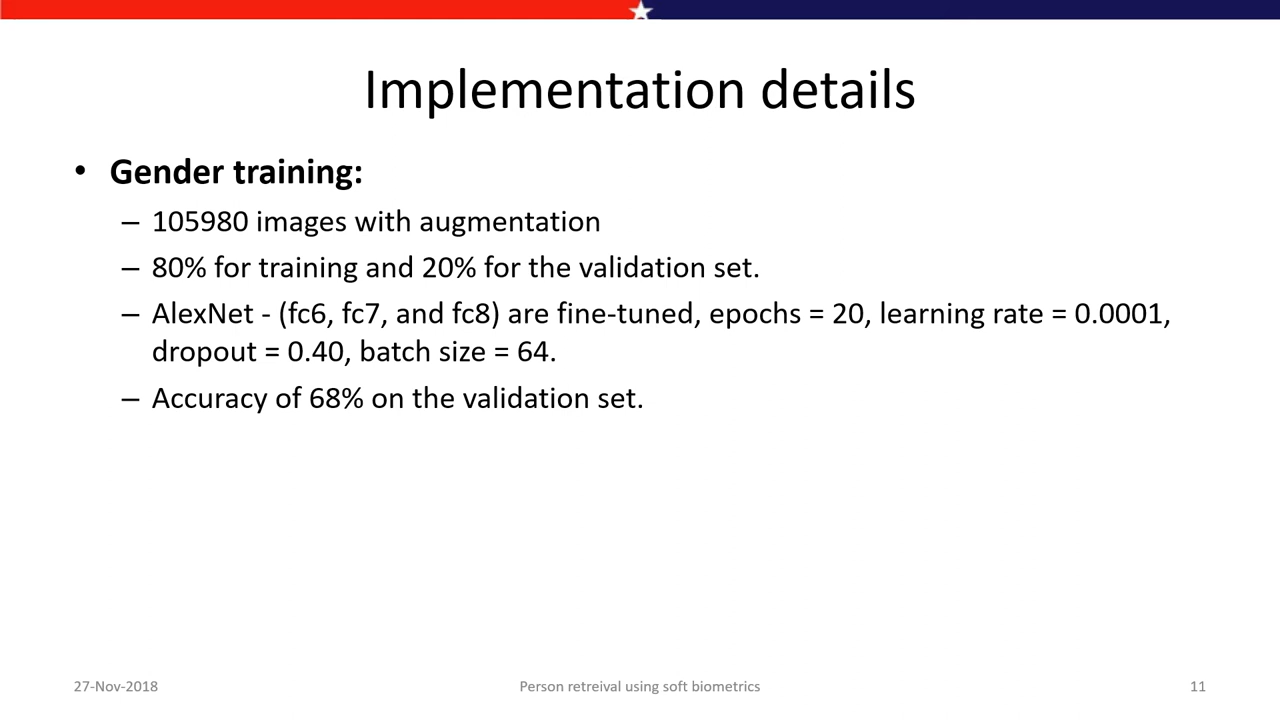 Implementation details
• Gender training:
– 105980 images with augmentation
– 80% for training and 20% for the validation set.
– AlexNet - (fc6, fc7, and fc8) are fine-tuned, epochs = 20, learning rate = 0.0001,
dropout = 0.40, batch size = 64.
– Accuracy of 68% on the validation set.
27-Nov-2018
Person retreival using soft biometrics
11